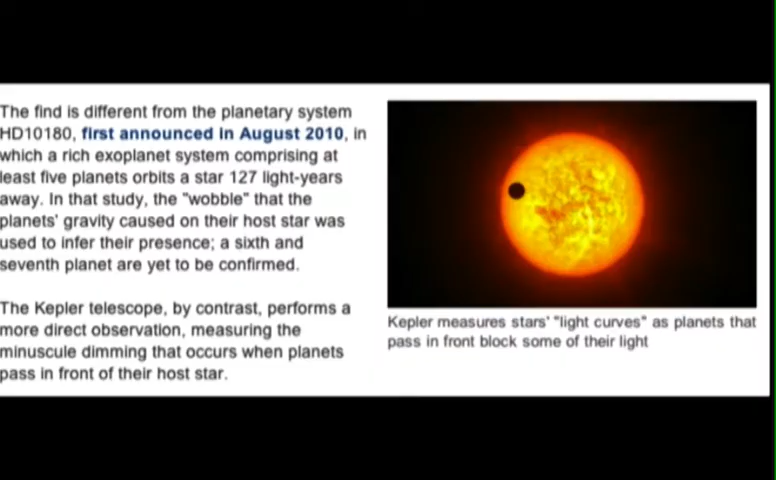 The find is different from the planetary system
HD10180, first announced in August 2010, in
which a rich exoplanet system comprising at
least five planets orbits a star 127 light-years
away. In that study, the "wobble" that the
planets' gravity caused on their host star was
used to infer their presence; a sixth and
seventh planet are yet to be confirmed.
The Kepler telescope, by contrast, performs a
more direct observation, measuring the
minuscule dimming that occurs when planets
pass in front of their host star.
Kepler measures stars' "light curves" as planets that
pass in front block some of their light